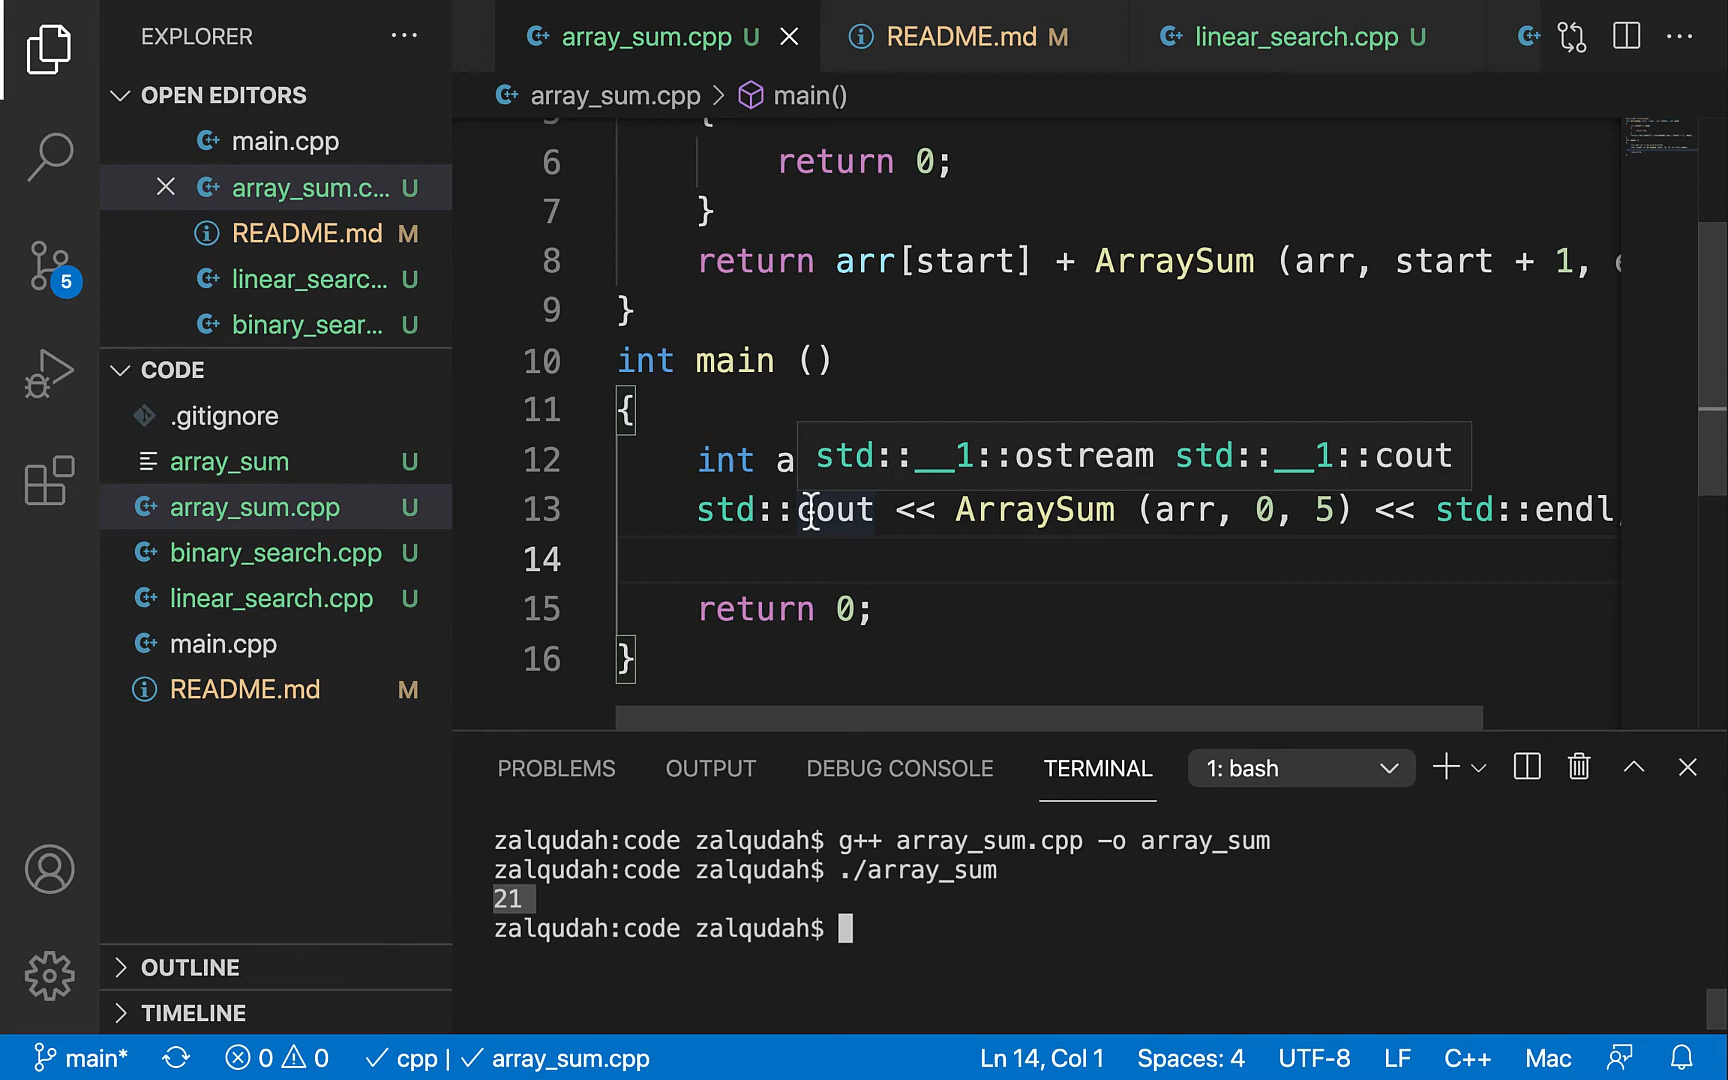 EXPLORER
OPEN EDITORS
main.cpp
array_sum.c... U
README.md M
linear_searc... U
binary_sear... U
CODE
.gitignore
array_sum U
array_sum.cpp U
binary_search.cpp U
linear_search.cpp U
main.cpp
README.md M
OUTLINE
TIMELINE
5
array_sum.cpp U
README.md M
linear_search.cpp U
array_sum.cpp > main()
{
6 return 0;
7 }
8 return arr[start] + ArraySum (arr, start + 1,
9 }
10 int main ()
11 {
12 int a
std::__1::ostream std::__1::cout
13 std::cout << ArraySum (arr, 0, 5) << std::endl
14
15 return 0;
16 }
PROBLEMS OUTPUT DEBUG CONSOLE TERMINAL 1: bash
zalqudah:code zalqudah$ g++ array_sum.cpp -o array_sum
zalqudah:code zalqudah$ ./array_sum
21
zalqudah:code zalqudah$
main* 0 0 cpp | array_sum.cpp Ln 14, Col 1 Spaces: 4 UTF-8 LF C++ Mac